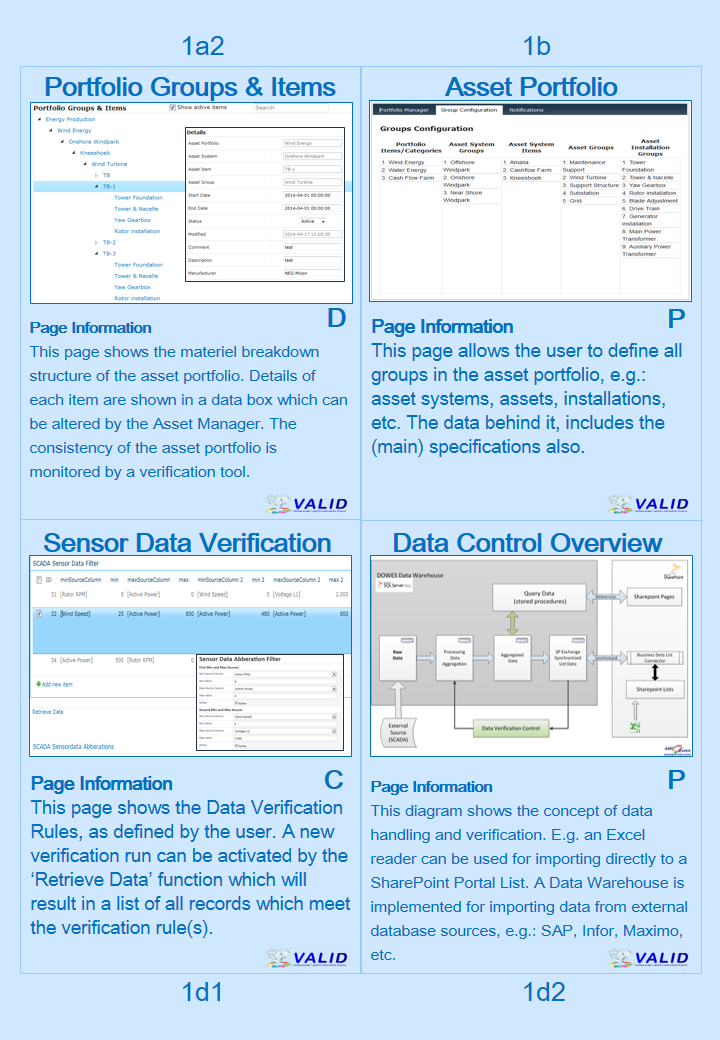 1a2
1b
Portfolio Groups & Items
Portfolio Groups & Items
Show active items
Search
Energy Production
Wind Energy
Onshore Windpark
Kneeshoek
Wind Turbine
TB
TB-1
Tower Foundation
Tower & Nacelle
Yaw Gearbox
Rotor installation
TB-2
TB-3
Tower Foundation
Tower & Nacelle
Yaw Gearbox
Rotor installation
Details
Asset Portfolio Wind Energy
Asset System Onshore Windpark
Asset Item TB-1
Asset Group Wind Turbine
Start Date 2014-04-01 00:00:00
End Date 2014-04-01 00:00:00
Status Active
Modified 2014-04-17 12:00:30
Comment test
Description test
Manufacturer NEG Micon
D
Page Information
This page shows the materiel breakdown
structure of the asset portfolio. Details of
each item are shown in a data box which can
be altered by the Asset Manager. The
consistency of the asset portfolio is
monitored by a verification tool.
VALID
Asset Portfolio
Portfolio Manager Group Configuration Notifications
Groups Configuration
Portfolio Items/Categories
1. Wind Energy
2. Water Energy
3. Cash Flow Farm
Asset System Groups
1. Offshore
Windpark
2. Onshore
Windpark
3. Near Shore
Windpark
Asset System Items
1. Amalia
2. Cashflow Farm
3. Kneeshoek
Asset Groups
1. Maintenance
Support
2. Wind Turbine
3. Support Structure
4. Substation
5. Grid
Asset Installation Groups
1. Tower
Foundation
2. Tower & Nacelle
3. Yaw Gearbox
4. Rotor installation
5. Blade Adjustment
6. Drive Train
7. Generator
installation
8. Main Power
Transformer
9. Auxiliary Power
Transformer
P
Page Information
This page allows the user to define all
groups in the asset portfolio, e.g.:
asset systems, assets, installations,
etc. The data behind it, includes the
(main) specifications also.
VALID
Sensor Data Verification
SCADA Sensor Data Filter
ID minSourceColumn min maxSourceColumn max minSourceColumn 2 min 2 maxSourceColumn 2 max 2
31 [Rotor RPM] 8 [Active Power] 0 [Wind Speed] 5 [Voltage L1] 2.000
32 [Wind Speed] 25 [Active Power] 800 [Active Power] 480 [Active Power] 800
34 [Active Power] 500 [Rotor RPM] 0
Add new item
Retrieve Data
SCADA Sensordata Abberations
Sensor Data Abberation Filter
First Min and Max Source
Second Min and Max Source
C
Page Information
This page shows the Data Verification
Rules, as defined by the user. A new
verification run can be activated by the
‘Retrieve Data’ function which will
result in a list of all records which meet
the verification rule(s).
VALID
Data Control Overview
DOWES Data Warehouse
SQL Server
SharePoint
Query Data
(stored procedures)
Sharepoint Pages
Raw
Data
Processing
Data
Aggregation
Aggregated
Data
SP Exchange
Synchronized
List Data
Business Data List
Connector
Sharepoint Lists
External
Source
(SCADA)
Data Verification Control
P
Page Information
This diagram shows the concept of data
handling and verification. E.g. an Excel
reader can be used for importing directly to a
SharePoint Portal List. A Data Warehouse is
implemented for importing data from external
database sources, e.g.: SAP, Infor, Maximo,
etc.
VALID
1d1
1d2